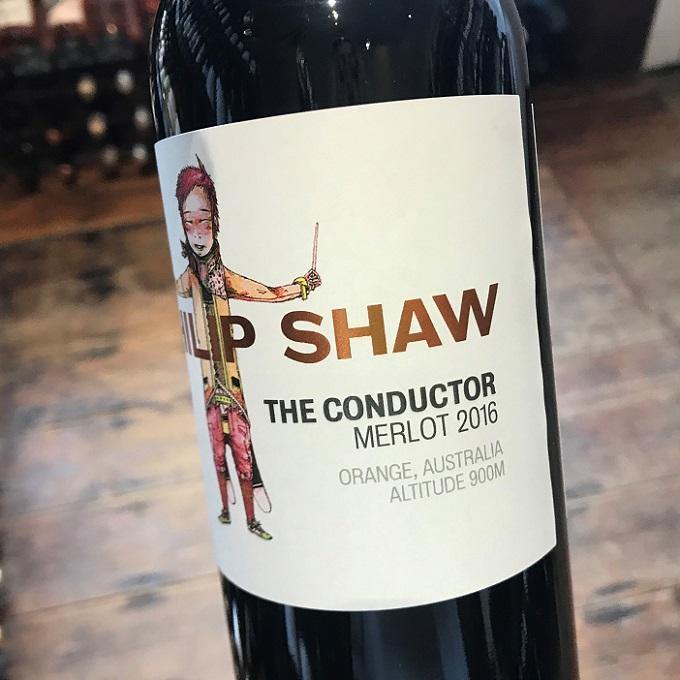 ILIP SHAW
THE CONDUCTOR
MERLOT 2016
ORANGE, AUSTRALIA
ALTITUDE 900M